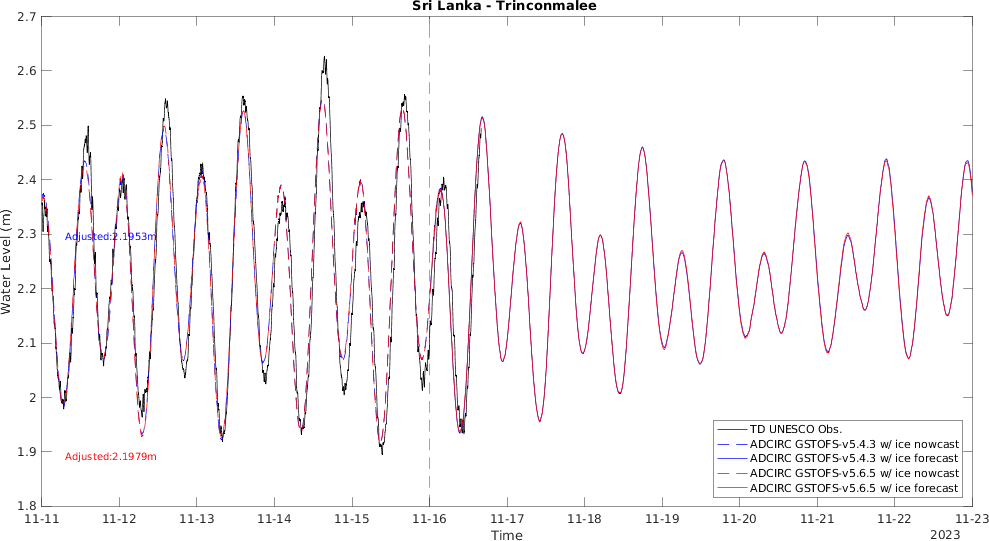 Sri Lanka - Trinconmalee
2.7
2.6
2.5
2.4
2.3
2.2
2.1
2
1.9
1.8
Water Level (m)
Adjusted:2.1953m
Adjusted:2.1979m
TD UNESCO Obs.
ADCIRC GSTOFS-v5.4.3 w/ ice nowcast
ADCIRC GSTOFS-v5.4.3 w/ ice forecast
ADCIRC GSTOFS-v5.6.5 w/ ice nowcast
ADCIRC GSTOFS-v5.6.5 w/ ice forecast
11-11 11-12 11-13 11-14 11-15 11-16 11-17 11-18 11-19 11-20 11-21 11-22 11-23
Time
2023